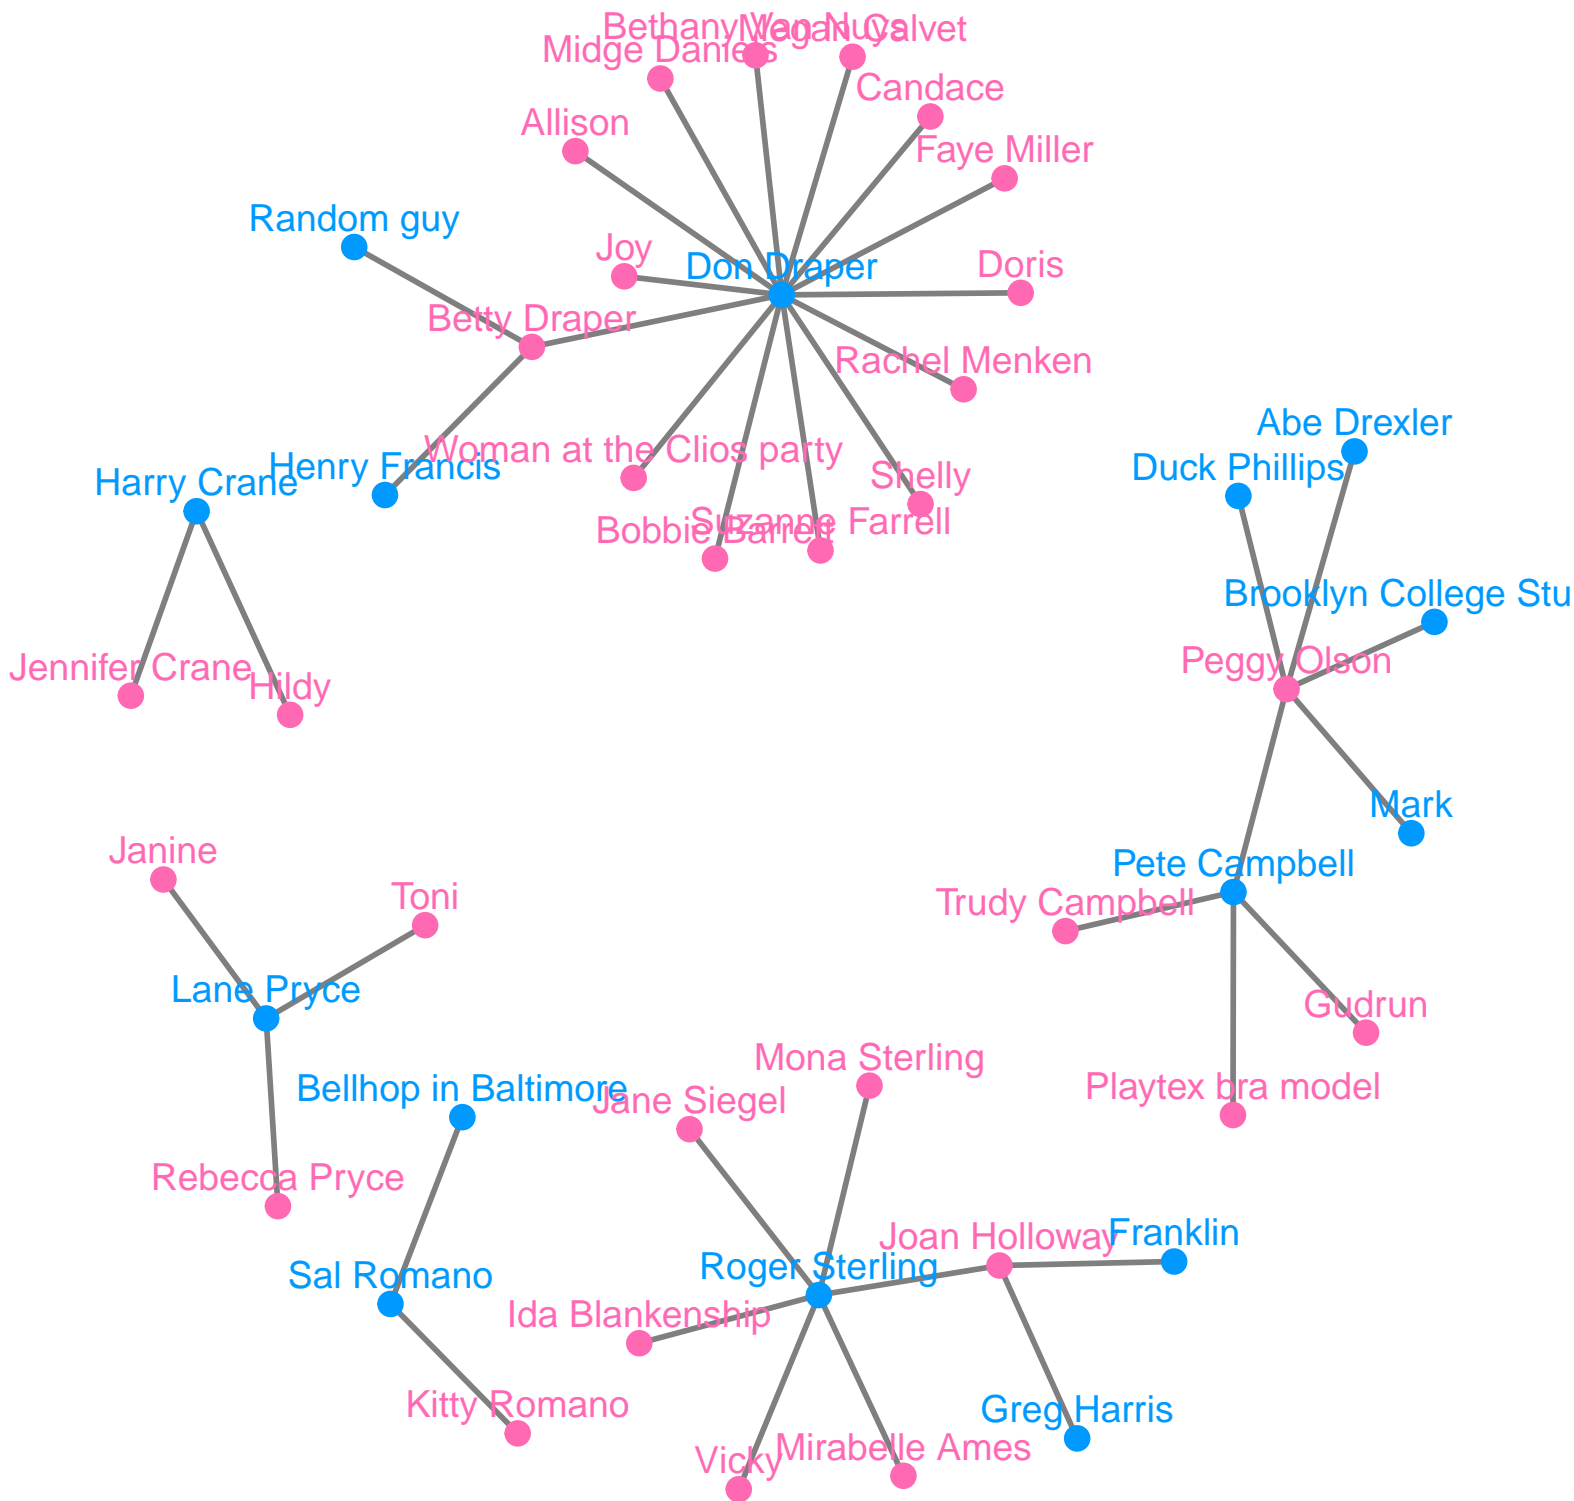 Bethany Van Nuys
Megan Calvet
Midge Daniels
Candace
Allison
Faye Miller
Random guy
Joy
Don Draper
Doris
Betty Draper
Rachel Menken
Abe Drexler
Woman at the Clios party
Henry Francis
Duck Phillips
Harry Crane
Shelly
Suzanne Farrell
Bobbie Barrett
Brooklyn College Stu
Peggy Olson
Jennifer Crane
Hildy
Mark
Janine
Pete Campbell
Toni
Trudy Campbell
Lane Pryce
Gudrun
Mona Sterling
Bellhop in Baltimore
Playtex bra model
Jane Siegel
Rebecca Pryce
Franklin
Joan Holloway
Roger Sterling
Sal Romano
Ida Blankenship
Kitty Romano
Greg Harris
Mirabelle Ames
Vicky